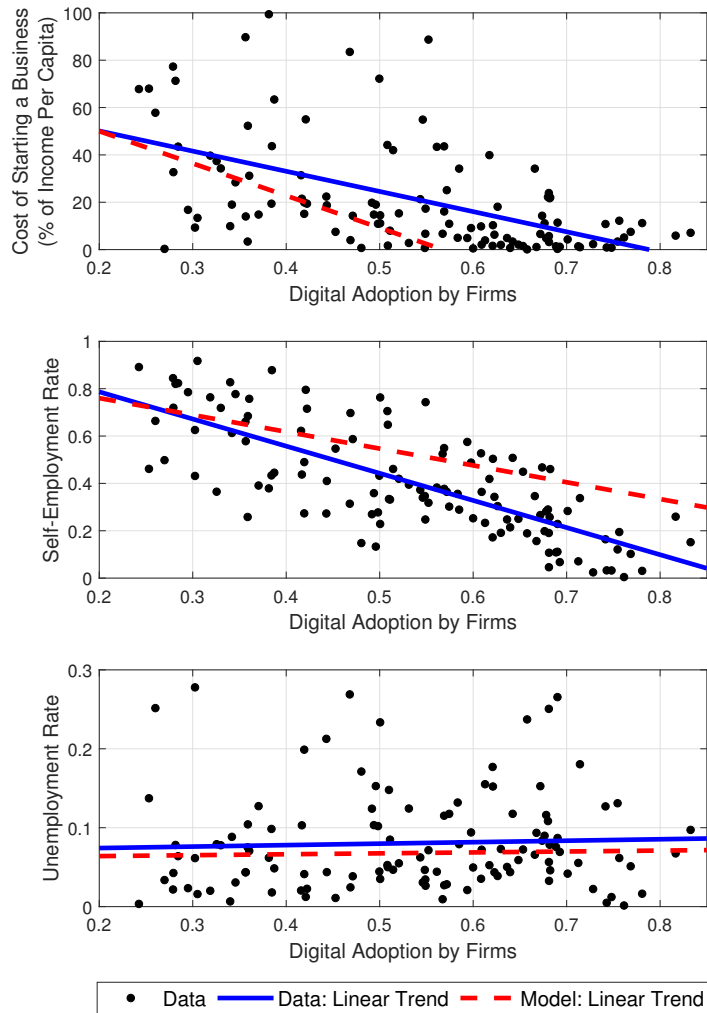 Cost of Starting a Business
(% of Income Per Capita)
100
80
60
40
20
0
0.2 0.3 0.4 0.5 0.6 0.7 0.8
Digital Adoption by Firms
Self-Employment Rate
1
0.8
0.6
0.4
0.2
0
0.2 0.3 0.4 0.5 0.6 0.7 0.8
Digital Adoption by Firms
Unemployment Rate
0.3
0.2
0.1
0
0.2 0.3 0.4 0.5 0.6 0.7 0.8
Digital Adoption by Firms
Data Data: Linear Trend Model: Linear Trend